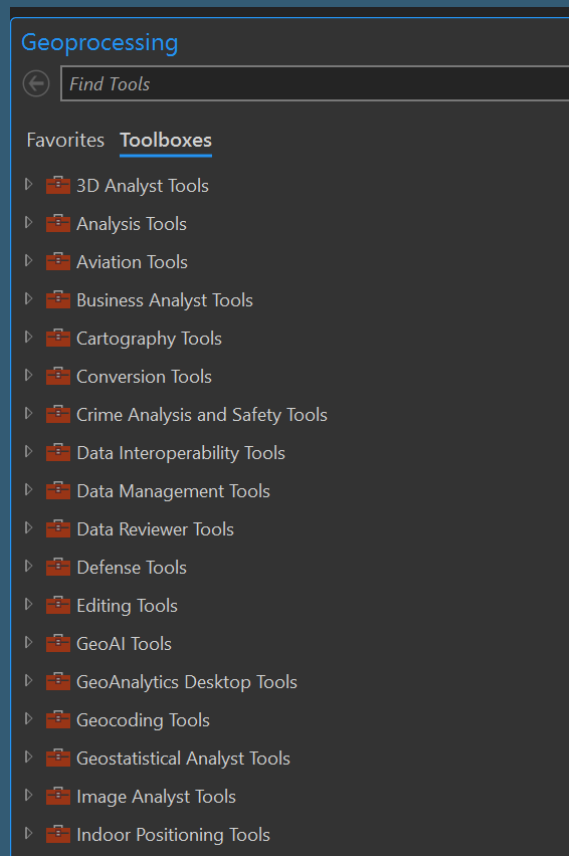 Geoprocessing
Find Tools
Favorites Toolboxes
3D Analyst Tools
Analysis Tools
Aviation Tools
Business Analyst Tools
Cartography Tools
Conversion Tools
Crime Analysis and Safety Tools
Data Interoperability Tools
Data Management Tools
Data Reviewer Tools
Defense Tools
Editing Tools
GeoAI Tools
GeoAnalytics Desktop Tools
Geocoding Tools
Geostatistical Analyst Tools
Image Analyst Tools
Indoor Positioning Tools